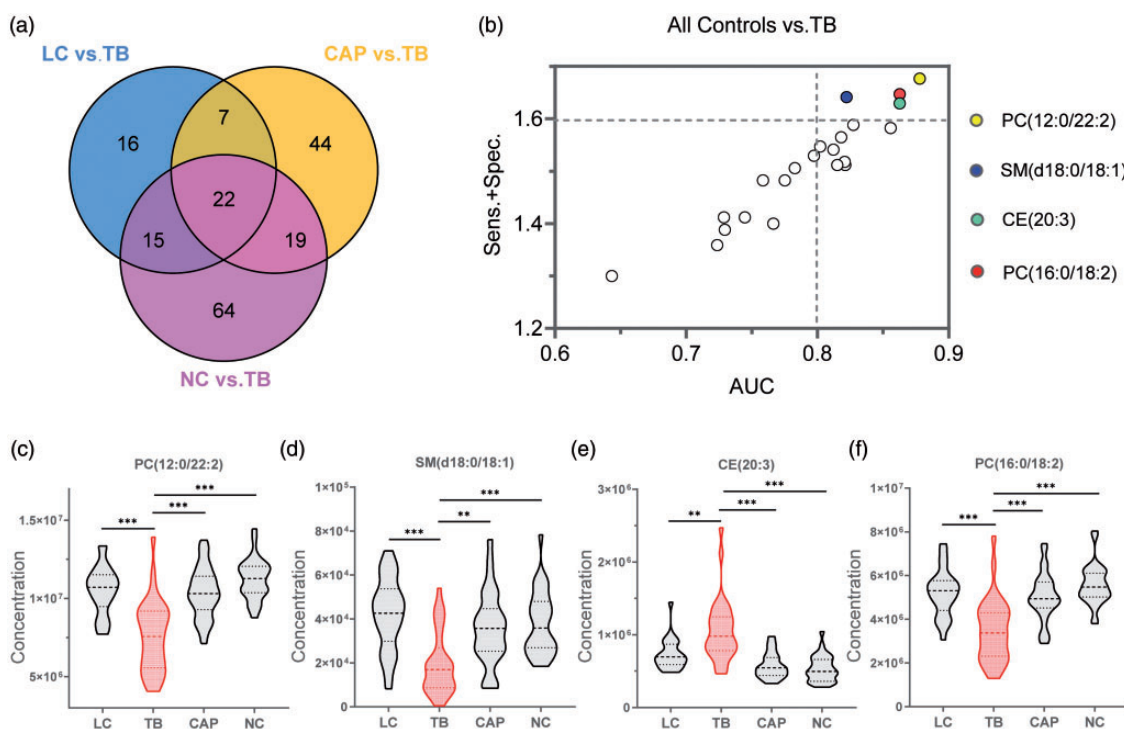 (a)
LC vs.TB
CAP vs.TB
16
7
44
22
15
19
64
NC vs.TB
(b)
All Controls vs.TB
Sens.+Spec.
1.6
1.4
1.2
0.6
0.7
0.8
0.9
AUC
PC(12:0/22:2)
SM(d18:0/18:1)
CE(20:3)
PC(16:0/18:2)
(c)
PC(12:0/22:2)
Concentration
1.5×10⁷
1×10⁷
5×10⁶
***
***
***
LC TB CAP NC
(d)
SM(d18:0/18:1)
Concentration
1×10⁵
8×10⁴
6×10⁴
4×10⁴
2×10⁴
0
***
**
***
LC TB CAP NC
(e)
CE(20:3)
Concentration
3×10⁶
2×10⁶
1×10⁶
0
***
***
**
LC TB CAP NC
(f)
PC(16:0/18:2)
Concentration
1×10⁷
8×10⁶
6×10⁶
4×10⁶
2×10⁶
0
***
***
***
LC TB CAP NC